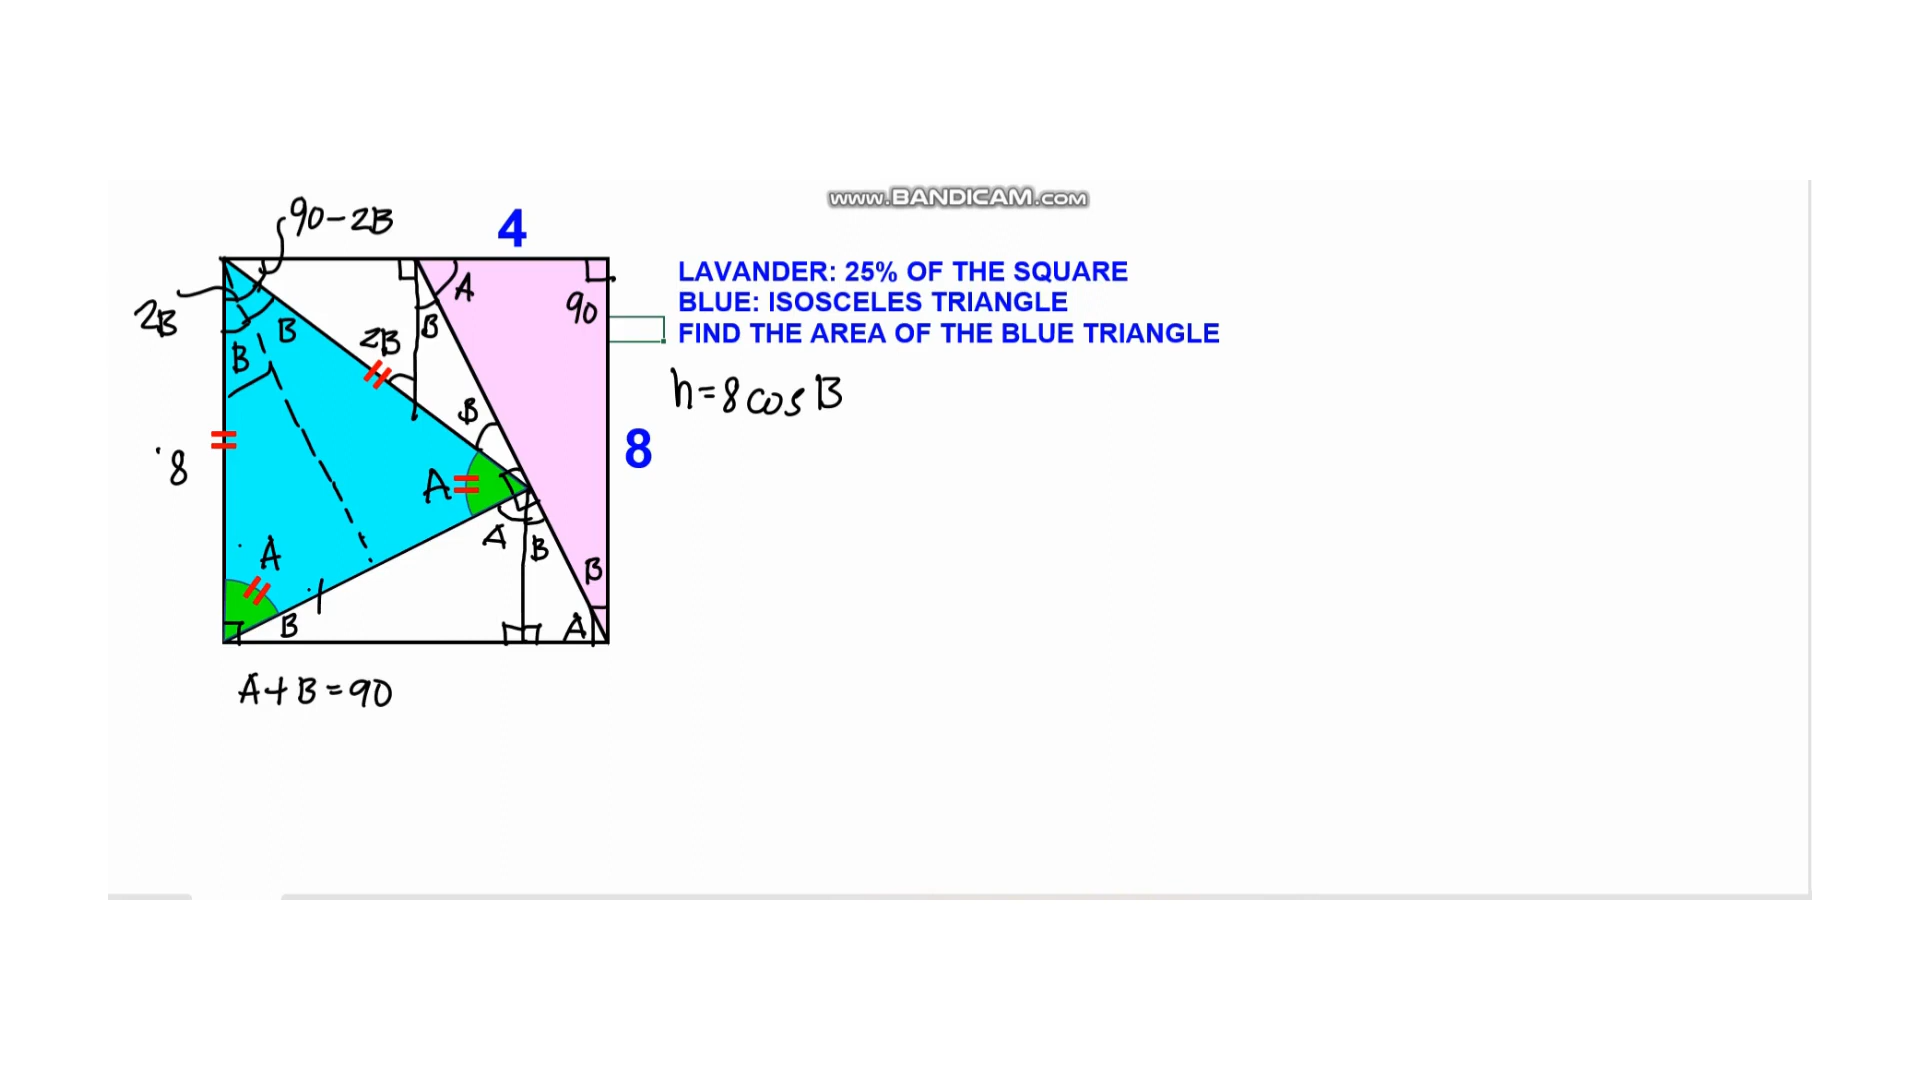 www.BANDICAM.com
90-2B
4
LAVANDER: 25% OF THE SQUARE
BLUE: ISOSCELES TRIANGLE
FIND THE AREA OF THE BLUE TRIANGLE
A
90
2B
B
2B
B
B
h=8cosB
B
8
8
A
A
A
B
B
B
A
A+B=90